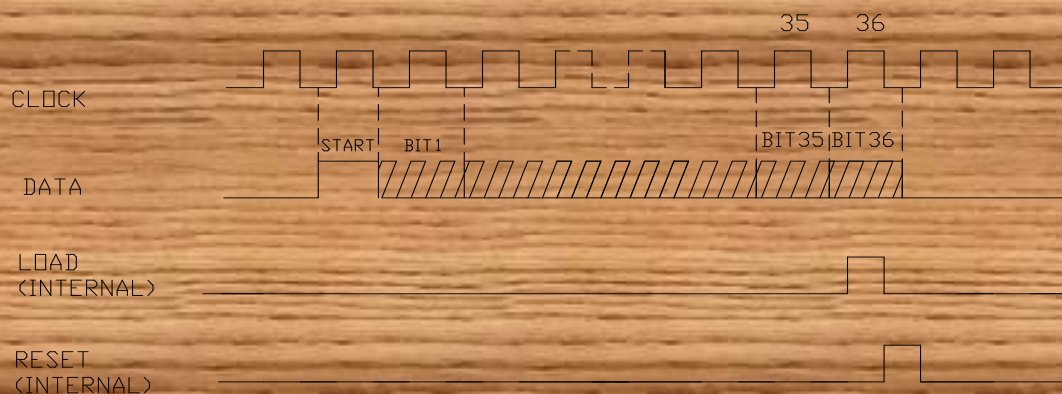 35 36
CLOCK
START BIT1 BIT35 BIT36
DATA
LOAD
(INTERNAL)
RESET
(INTERNAL)